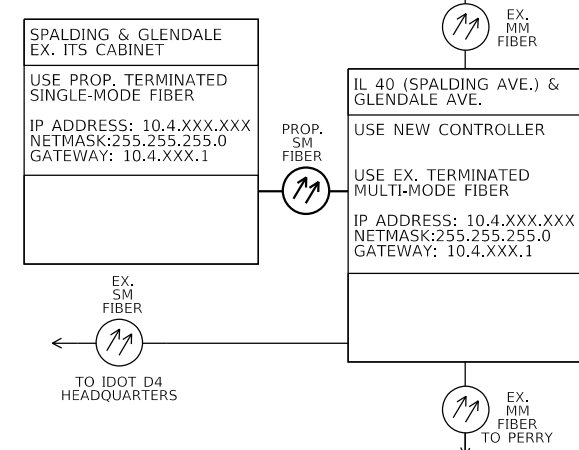 SPALDING & GLENDALE
EX. ITS CABINET
USE PROP. TERMINATED
SINGLE-MODE FIBER
IP ADDRESS: 10.4.XXX.XXX
NETMASK:255.255.255.0
GATEWAY: 10.4.XXX.1
PROP.
SM
FIBER
EX.
MM
FIBER
IL 40 (SPALDING AVE.) &
GLENDALE AVE.
USE NEW CONTROLLER
USE EX. TERMINATED
MULTI-MODE FIBER
IP ADDRESS: 10.4.XXX.XXX
NETMASK:255.255.255.0
GATEWAY: 10.4.XXX.1
EX.
SM
FIBER
TO IDOT D4
HEADQUARTERS
EX.
MM
FIBER
TO PERRY